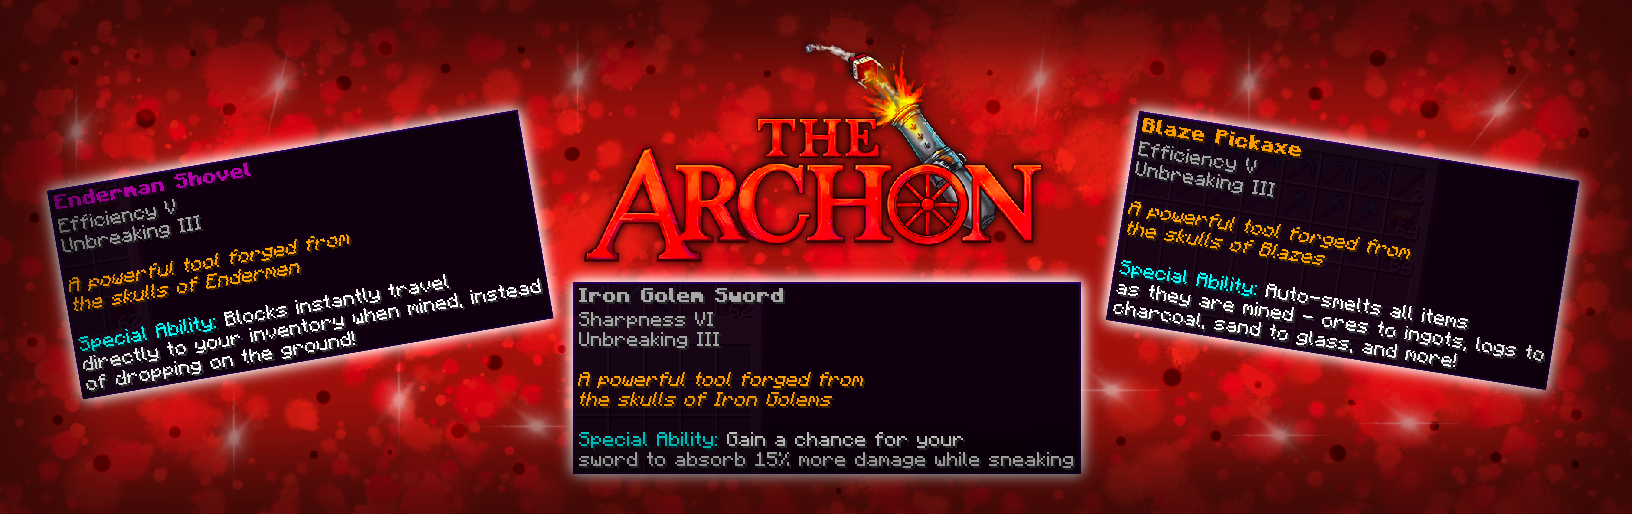 THE
ARCHON
Enderman Shovel
Efficiency V
Unbreaking III
A powerful tool forged from
the skulls of Endermen
Special Ability: Blocks instantly travel
directly to your inventory when mined, instead
of dropping on the ground!
Iron Golem Sword
Sharpness VI
Unbreaking III
A powerful tool forged from
the skulls of Iron Golems
Special Ability: Gain a chance for your
sword to absorb 15% more damage while sneaking
Blaze Pickaxe
Efficiency V
Unbreaking III
A powerful tool forged from
the skulls of Blazes
Special Ability: Auto-smelts all items
as they are mined - ores to ingots, logs to
charcoal, sand to glass, and more!